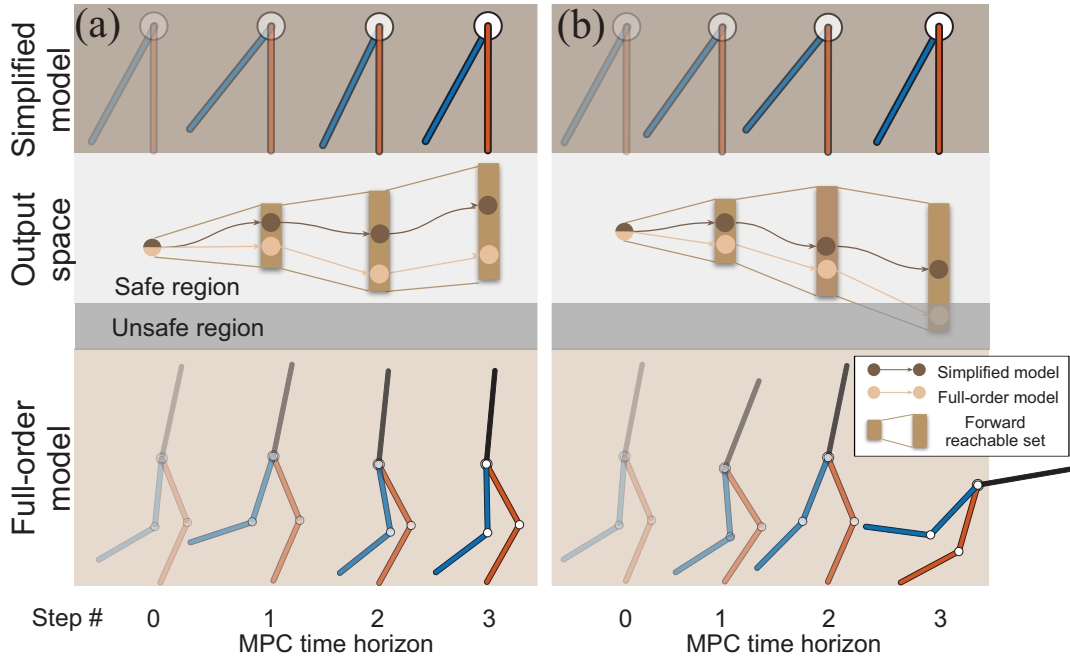 (a)
(b)
Simplified
model
Output
space
Safe region
Unsafe region
Simplified model
Full-order model
Forward
reachable set
Full-order
model
Step # 0 1 2 3 0 1 2 3
MPC time horizon MPC time horizon